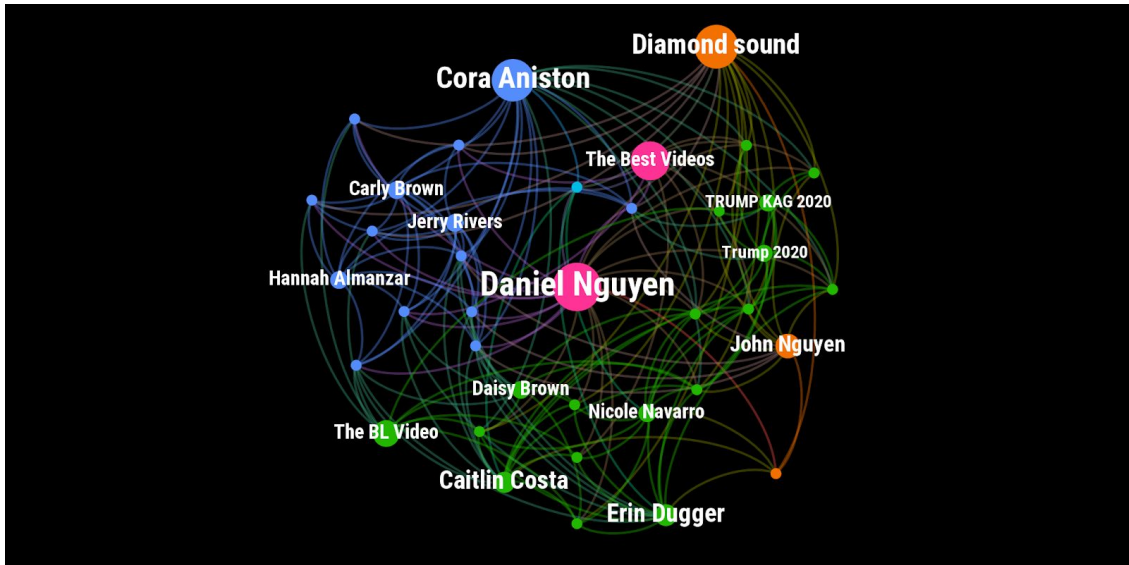 Diamond sound
Cora Aniston
The Best Videos
Carly Brown
TRUMP KAG 2020
Jerry Rivers
Trump 2020
Hannah Almanzar
Daniel Nguyen
John Nguyen
Daisy Brown
Nicole Navarro
The BL Video
Caitlin Costa
Erin Dugger